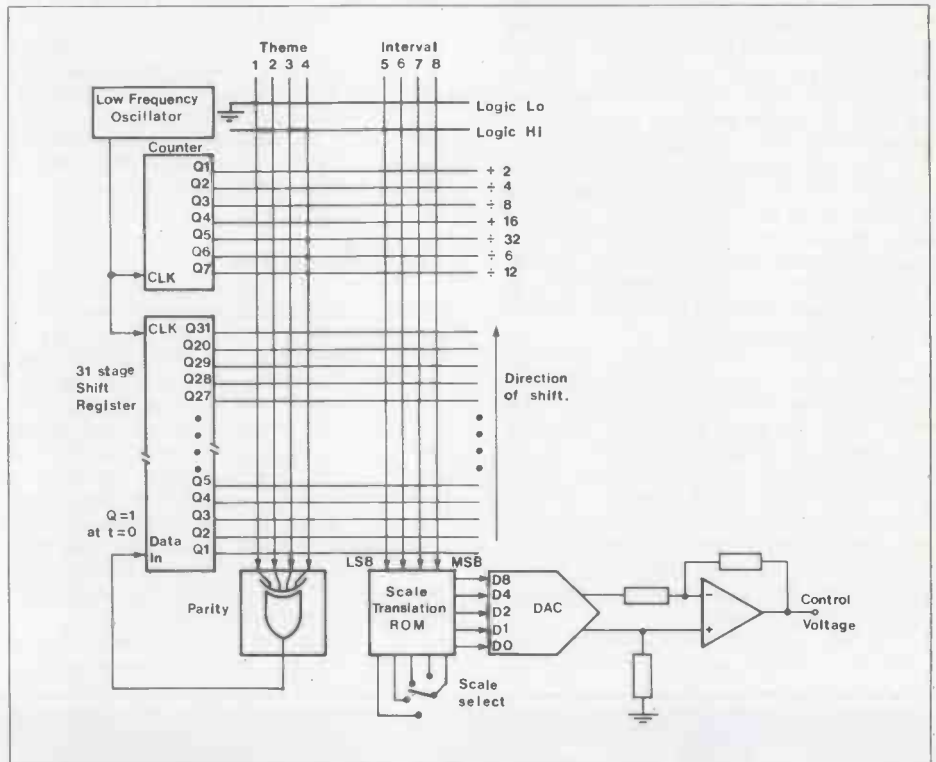 Theme
Interval
1 2 3 4
5 6 7 8
Low Frequency
Oscillator
Logic Lo
Logic HI
Counter
Q1
+ 2
Q2
÷ 4
Q3
÷ 8
Q4
+ 16
Q5
÷ 32
Q6
÷ 6
Q7
÷ 12
CLK
CLK
Q31
Q20
Q29
Q28
Q27
31 stage
Shift
Register
Direction
of shift.
Q5
Q4
Q3
Q2
Q1
Q=1
at t=0
Data
In
LSB
MSB
Parity
Scale
Translation
ROM
D8
D4
D2
D1
D0
DAC
-
+
Control
Voltage
Scale
select